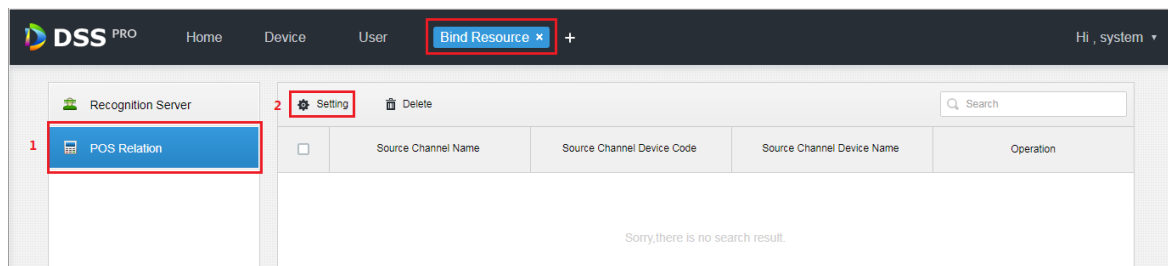 DSS PRO Home Device User Bind Resource × + Hi , system ▾
Recognition Server
2 Setting Delete Search
1 POS Relation
Source Channel Name Source Channel Device Code Source Channel Device Name Operation
Sorry,there is no search result.